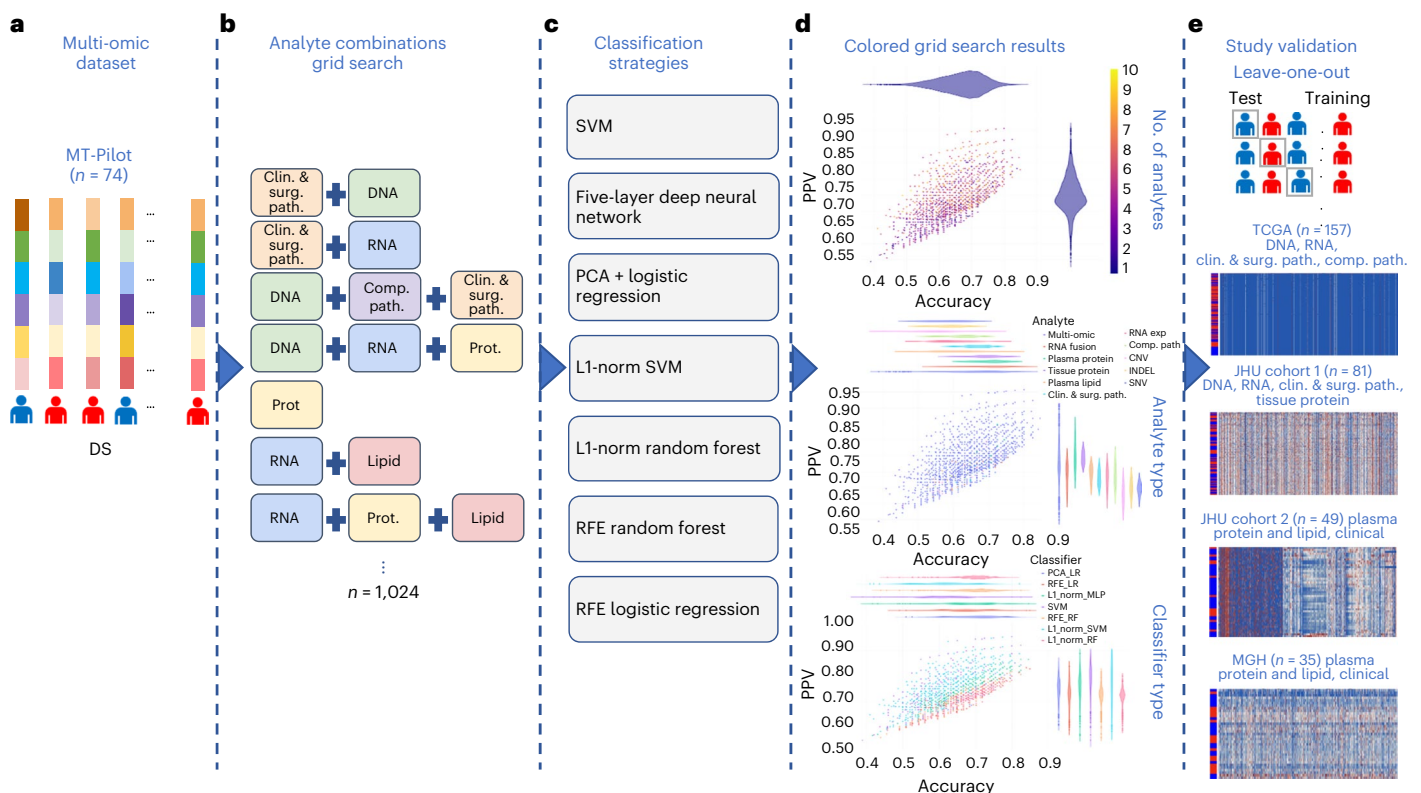 a
Multi-omic
dataset
MT-Pilot
(n = 74)
...
...
...
...
...
...
...
DS
b
Analyte combinations
grid search
Clin. &
surg.
path.
DNA
Clin. &
surg.
path.
RNA
DNA
Comp.
path.
Clin. &
surg.
path.
DNA
RNA
Prot.
Prot
RNA
Lipid
RNA
Prot.
Lipid
n = 1,024
c
Classification
strategies
SVM
Five-layer deep neural
network
PCA + logistic
regression
L1-norm SVM
L1-norm random forest
RFE random forest
RFE logistic regression
d
Colored grid search results
PPV
0.95
0.90
0.85
0.80
0.75
0.70
0.65
0.60
0.55
0.4 0.5 0.6 0.7 0.8 0.9
Accuracy
10
9
8
7
8
7
6
5
4
3
2
1
No. of analytes
Analyte
Multi-omic
RNA fusion
Plasma protein
Tissue protein
Plasma lipid
Clin. & surg. path.
RNA exp
Comp. path
CNV
INDEL
SNV
PPV
0.95
0.90
0.85
0.80
0.75
0.70
0.65
0.60
0.55
0.4 0.5 0.6 0.7 0.8 0.9
Accuracy
Analyte type
Classifier
PCA_LR
RFE_LR
L1_norm_MLP
SVM
RFE_RF
L1_norm_SVM
L1_norm_RF
PPV
1.00
0.90
0.80
0.70
0.60
0.50
0.4 0.5 0.6 0.7 0.8 0.9
Accuracy
Classifier type
e
Study validation
Leave-one-out
Test Training
TCGA (n = 157)
DNA, RNA,
clin. & surg. path., comp. path.
JHU cohort 1 (n = 81)
DNA, RNA, clin. & surg. path.,
tissue protein
JHU cohort 2 (n = 49) plasma
protein and lipid, clinical
MGH (n = 35) plasma
protein and lipid, clinical